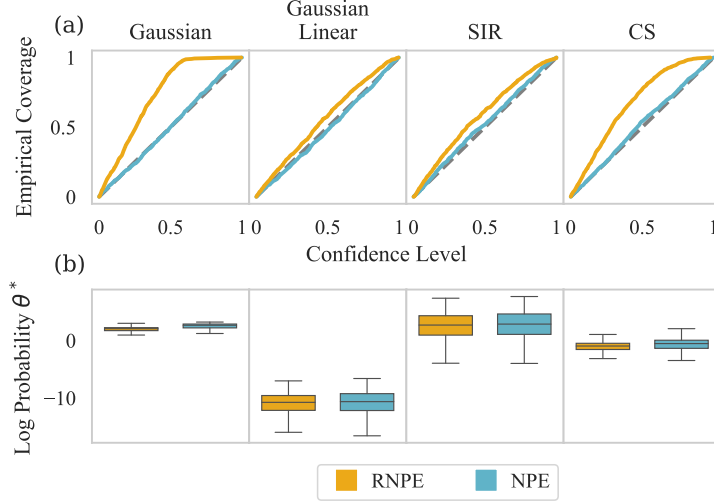 (a)
Gaussian
Gaussian
Linear
SIR
CS
Empirical Coverage
1
0.5
0
0 0.5 1 0 0.5 1 0 0.5 1 0 0.5 1
Confidence Level
(b)
Log Probability θ*
0
−10
RNPE NPE